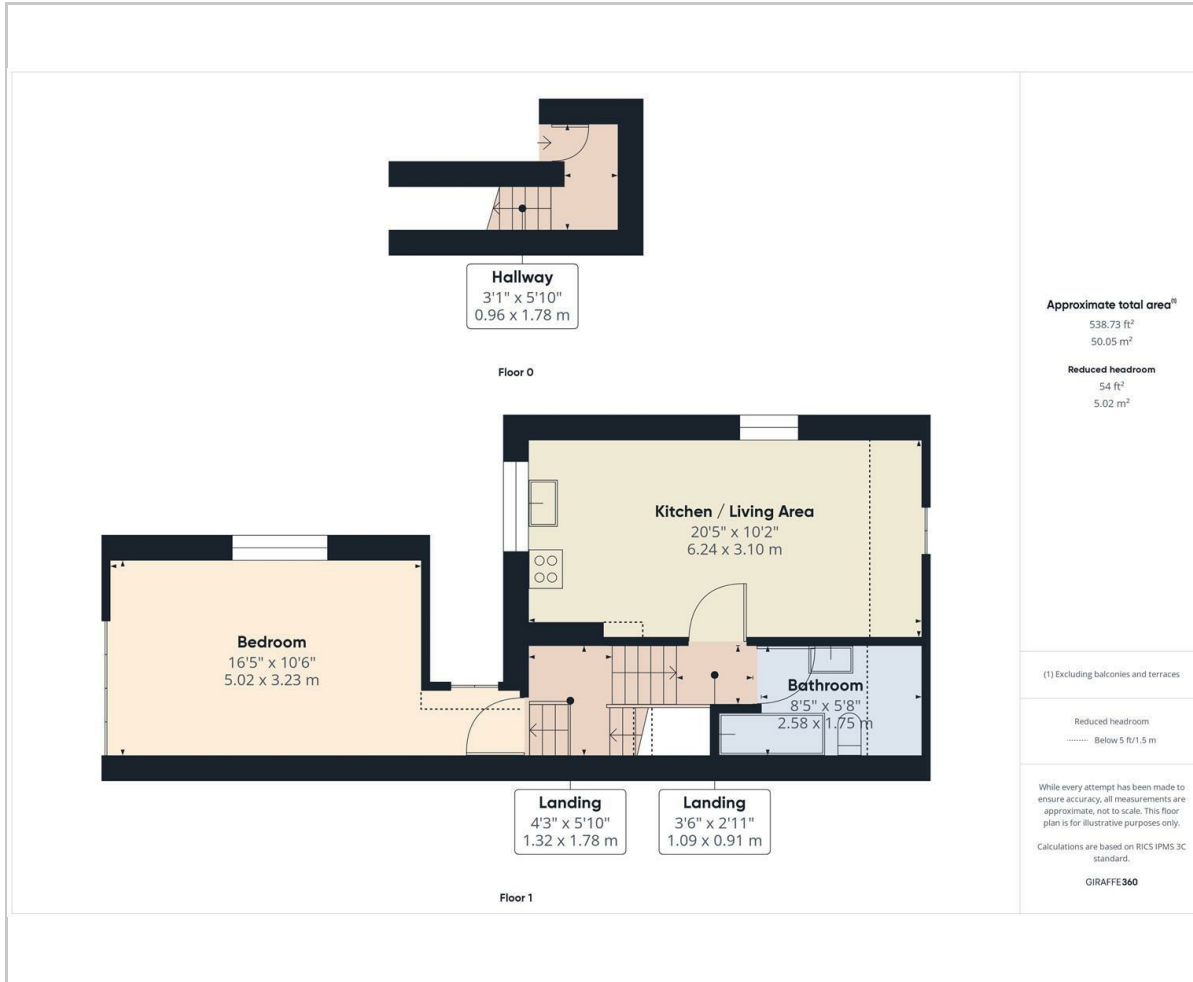 Hallway
3'1" x 5'10"
0.96 x 1.78 m
Floor 0
Kitchen / Living Area
20'5" x 10'2"
6.24 x 3.10 m
Bedroom
16'5" x 10'6"
5.02 x 3.23 m
Bathroom
8'5" x 5'8"
2.58 x 1.75 m
Landing
4'3" x 5'10"
1.32 x 1.78 m
Landing
3'6" x 2'11"
1.09 x 0.91 m
Floor 1
Approximate total area(1)
538.73 ft²
50.05 m²
Reduced headroom
54 ft²
5.02 m²
(1) Excluding balconies and terraces
Reduced headroom
Below 5 ft/1.5 m
While every attempt has been made to
ensure accuracy, all measurements are
approximate, not to scale. This floor
plan is for illustrative purposes only.
Calculations are based on RICS IPMS 3C
standard.
GIRAFFE360